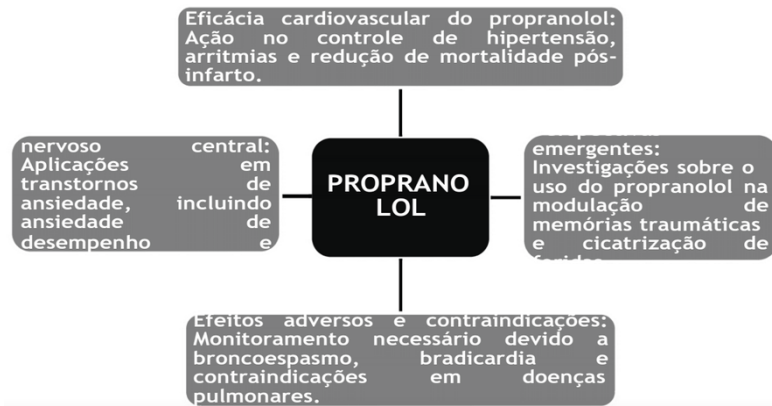 Eficácia cardiovascular do propranolol:
Ação no controle de hipertensão,
arritmias e redução de mortalidade pós-
infarto.
nervoso central:
Aplicações em
transtornos de
ansiedade, incluindo
ansiedade de
desempenho e
PROPRANO
LOL
emergentes:
Investigações sobre o
uso do propranolol na
modulação de
memórias traumáticas
e cicatrização de
Efeitos adversos e contraindicações:
Monitoramento necessário devido a
broncoespasmo, bradicardia e
contraindicações em doenças
pulmonares.